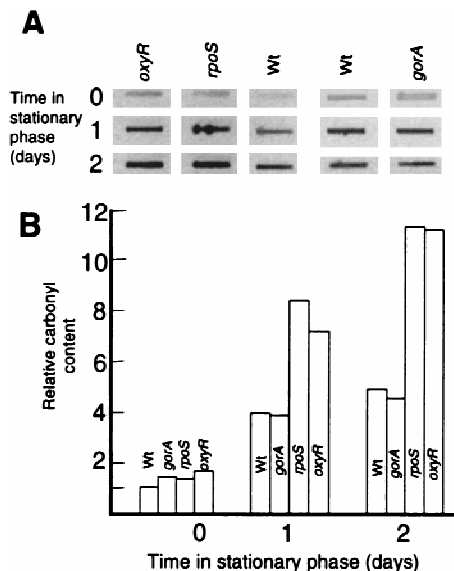 A
oxyR rpoS Wt Wt gorA
Time in stationary phase (days)
0
1
2
B
Relative carbonyl content
12
10
8
6
4
2
Wt gorA rpoS oxyR
Wt gorA rpoS oxyR
Wt gorA rpoS oxyR
0 1 2
Time in stationary phase (days)